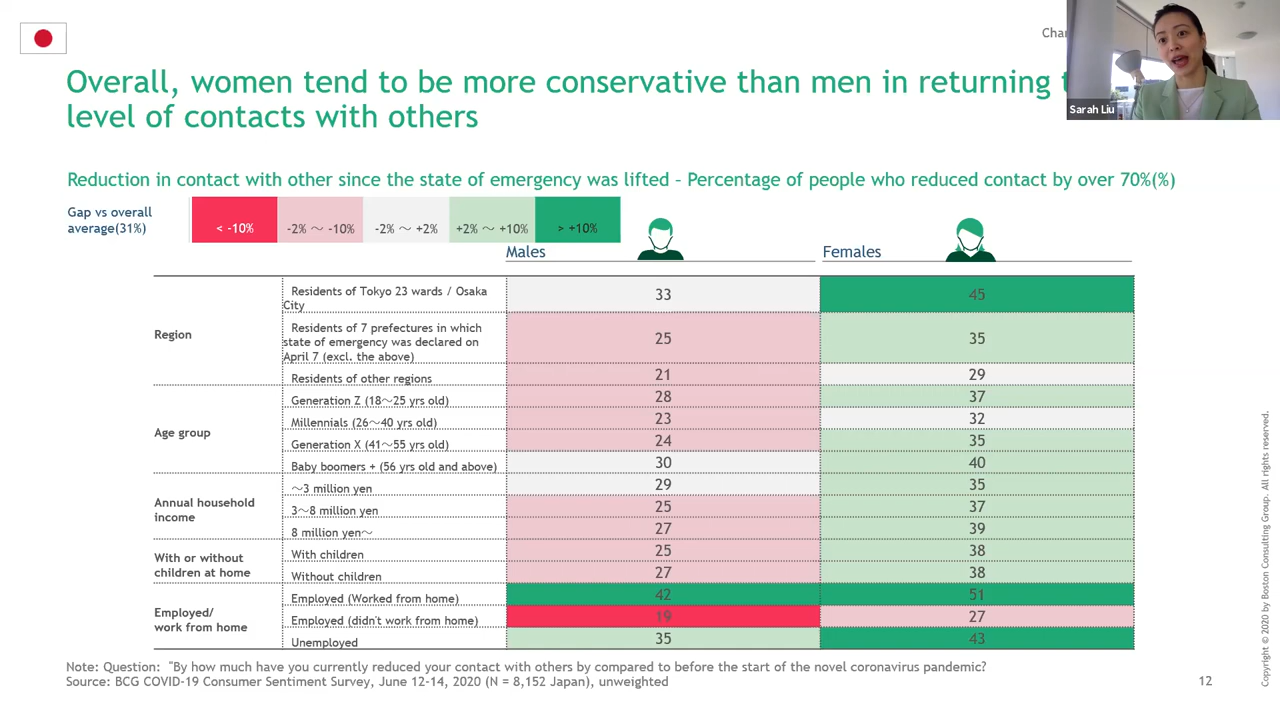 Char
Sarah Liu
Overall, women tend to be more conservative than men in returning
level of contacts with others
Reduction in contact with other since the state of emergency was lifted – Percentage of people who reduced contact by over 70%(%)
Gap vs overall
average(31%)
< -10%
-2% ～ -10%
-2% ～ +2%
+2% ～ +10%
> +10%
Males
Females
Region
Residents of Tokyo 23 wards / Osaka
City
33
45
Residents of 7 prefectures in which
state of emergency was declared on
April 7 (excl. the above)
25
35
Residents of other regions
21
29
Age group
Generation Z (18～25 yrs old)
28
37
Millennials (26～40 yrs old)
23
32
Generation X (41～55 yrs old)
24
35
Baby boomers + (56 yrs old and above)
30
40
Annual household
income
～3 million yen
29
35
3～8 million yen
25
37
8 million yen～
27
39
With or without
children at home
With children
25
38
Without children
27
38
Employed/
work from home
Employed (Worked from home)
42
51
Employed (didn't work from home)
19
27
Unemployed
35
43
Note: Question:  "By how much have you currently reduced your contact with others by compared to before the start of the novel coronavirus pandemic?
Source: BCG COVID-19 Consumer Sentiment Survey, June 12-14, 2020 (N = 8,152 Japan), unweighted
12
Copyright © 2020 by Boston Consulting Group. All rights reserved.